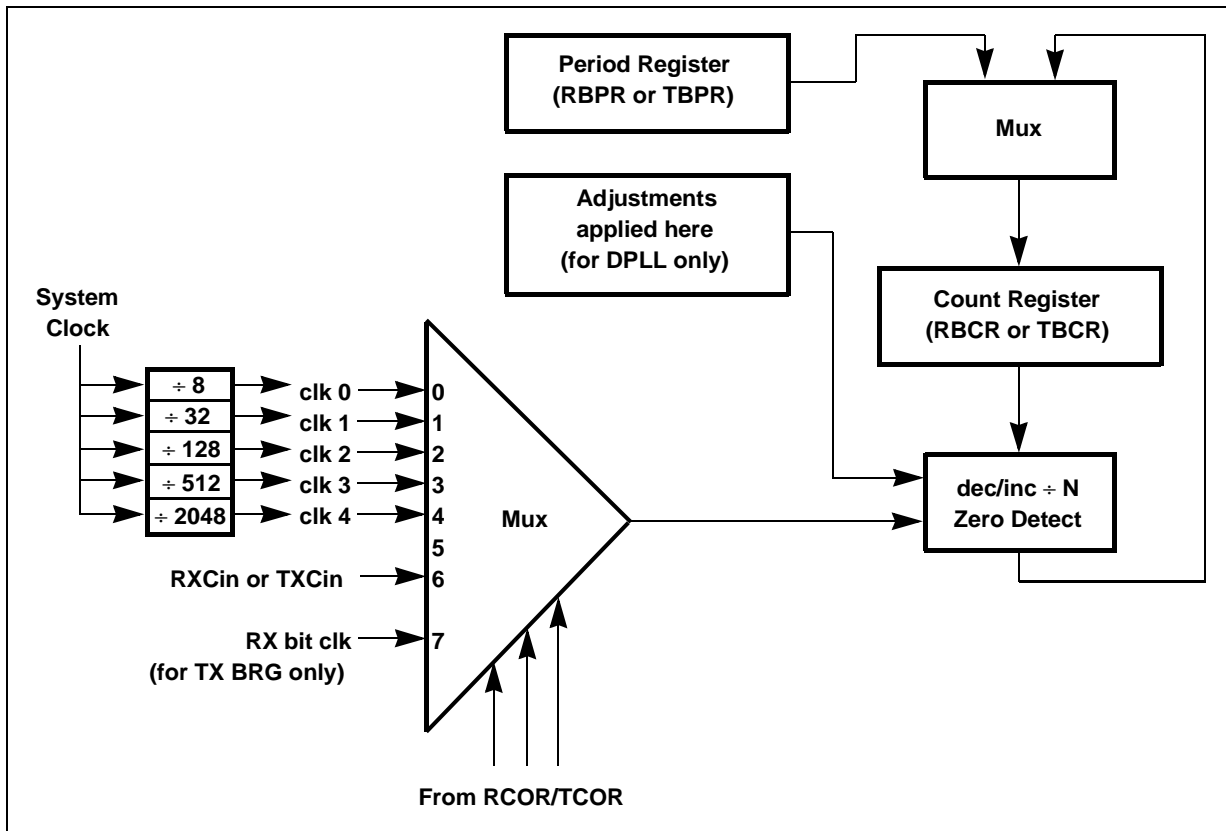 Period Register
(RBPR or TBPR)
Mux
Adjustments
applied here
(for DPLL only)
Count Register
(RBCR or TBCR)
System
Clock
÷ 8
clk 0
0
÷ 32
clk 1
1
÷ 128
clk 2
2
÷ 512
clk 3
3
÷ 2048
clk 4
4
Mux
5
RXCin or TXCin
6
RX bit clk
7
(for TX BRG only)
dec/inc ÷ N
Zero Detect
From RCOR/TCOR